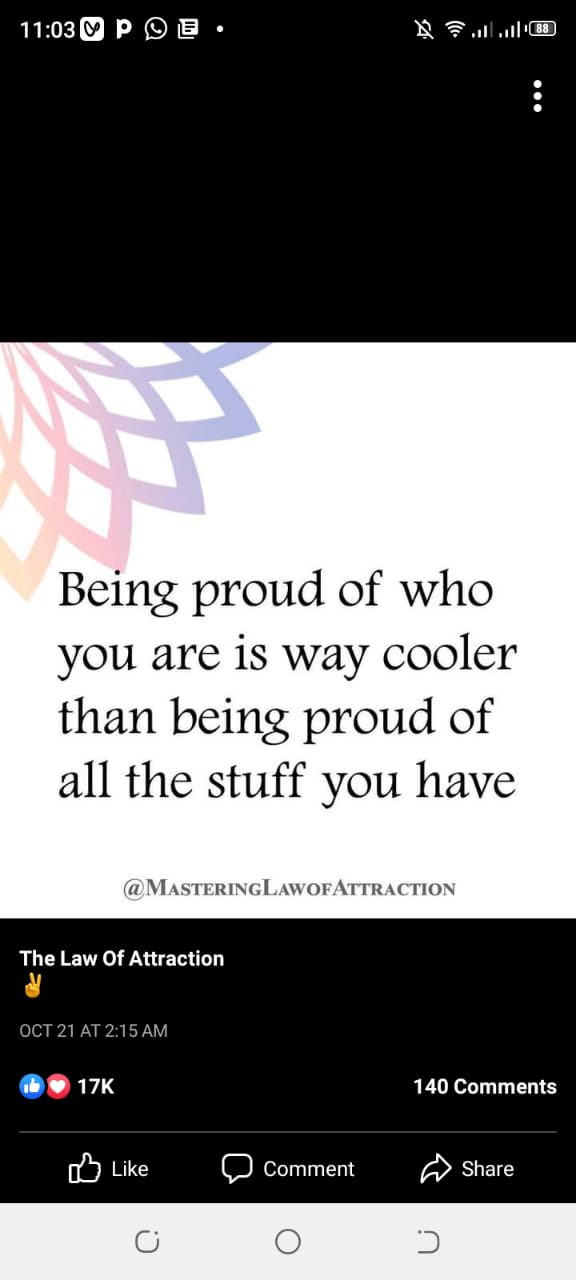 11:03
88
Being proud of who
you are is way cooler
than being proud of
all the stuff you have
@MasteringLawofAttraction
The Law Of Attraction
✌
OCT 21 AT 2:15 AM
17K 140 Comments
Like Comment Share